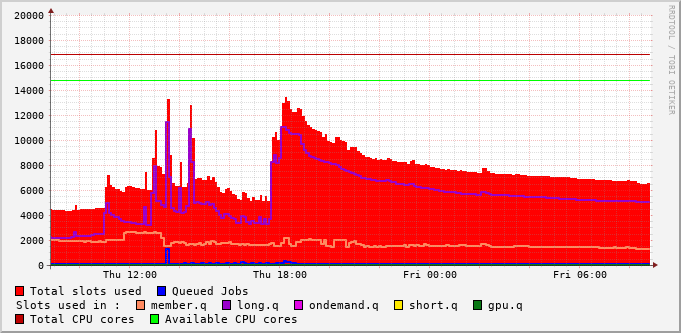 20000
18000
16000
14000
12000
10000
8000
6000
4000
2000
0
Thu 12:00 Thu 18:00 Fri 00:00 Fri 06:00
RRDTOOL / TOBI OETIKER
Total slots used Queued Jobs
Slots used in : member.q long.q ondemand.q short.q gpu.q
Total CPU cores Available CPU cores